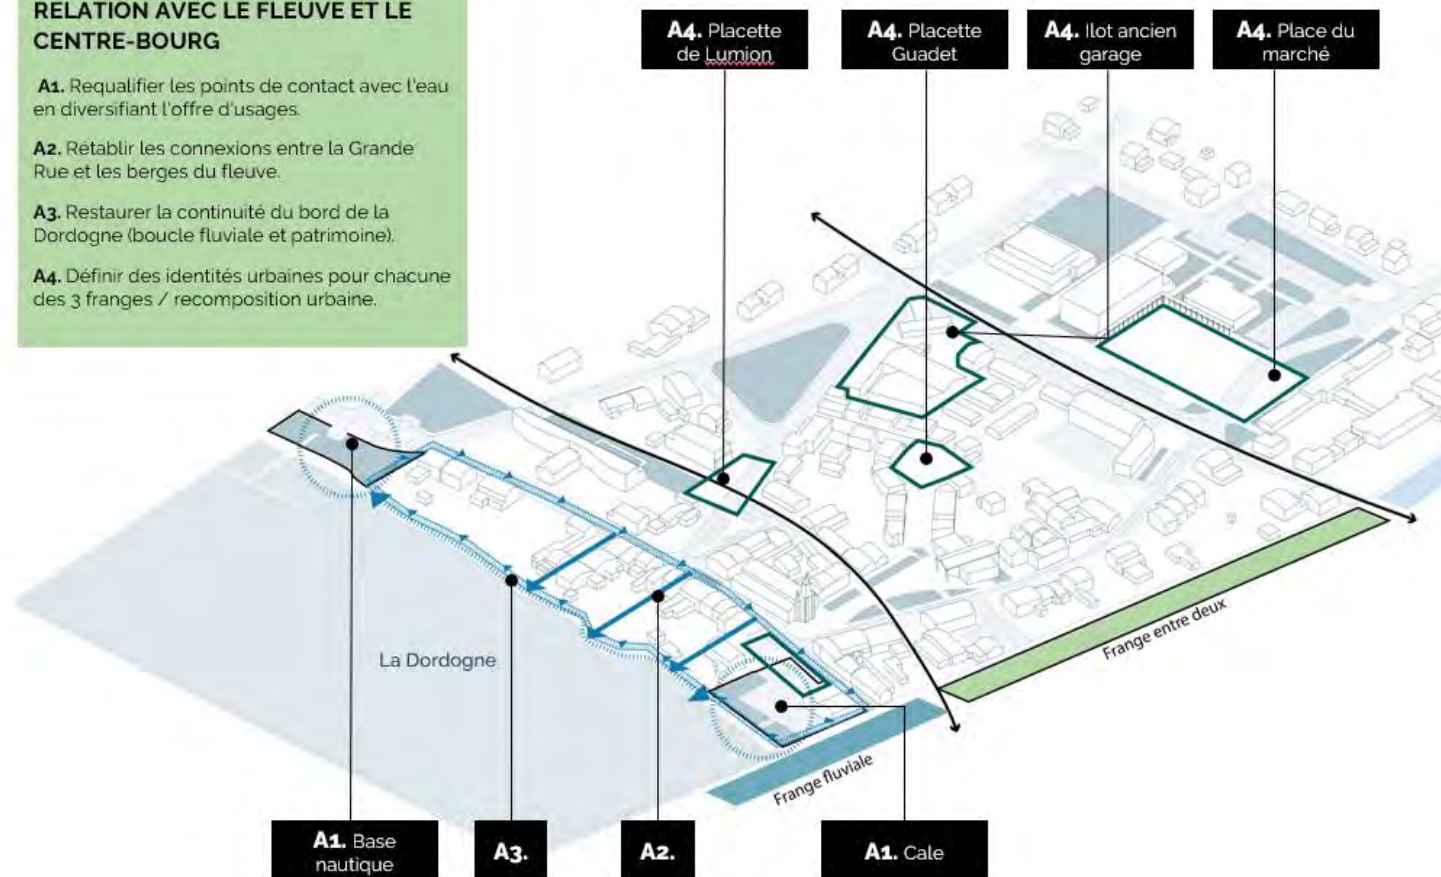 RELATION AVEC LE FLEUVE ET LE
CENTRE-BOURG
A1. Requalifier les points de contact avec l'eau
en diversifiant l'offre d'usages.
A2. Rétablir les connexions entre la Grande
Rue et les berges du fleuve.
A3. Restaurer la continuité du bord de la
Dordogne (boucle fluviale et patrimoine).
A4. Définir des identités urbaines pour chacune
des 3 franges / recomposition urbaine.
A4. Placette
de Lumion
A4. Placette
Guadet
A4. Ilot ancien
garage
A4. Place du
marché
La Dordogne
Frange entre deux
Frange fluviale
A1. Base
nautique
A3.
A2.
A1. Cale